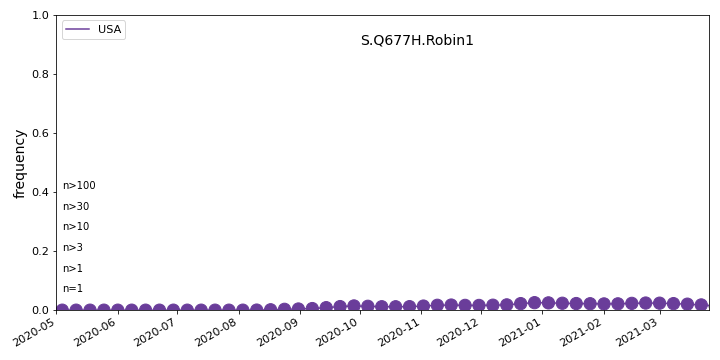 S.Q677H.Robin1
USA
frequency
1.0
0.8
0.6
0.4
0.2
0.0
n>100
n>30
n>10
n>3
n>1
n=1
2020-05
2020-06
2020-07
2020-08
2020-09
2020-10
2020-11
2020-12
2021-01
2021-02
2021-03